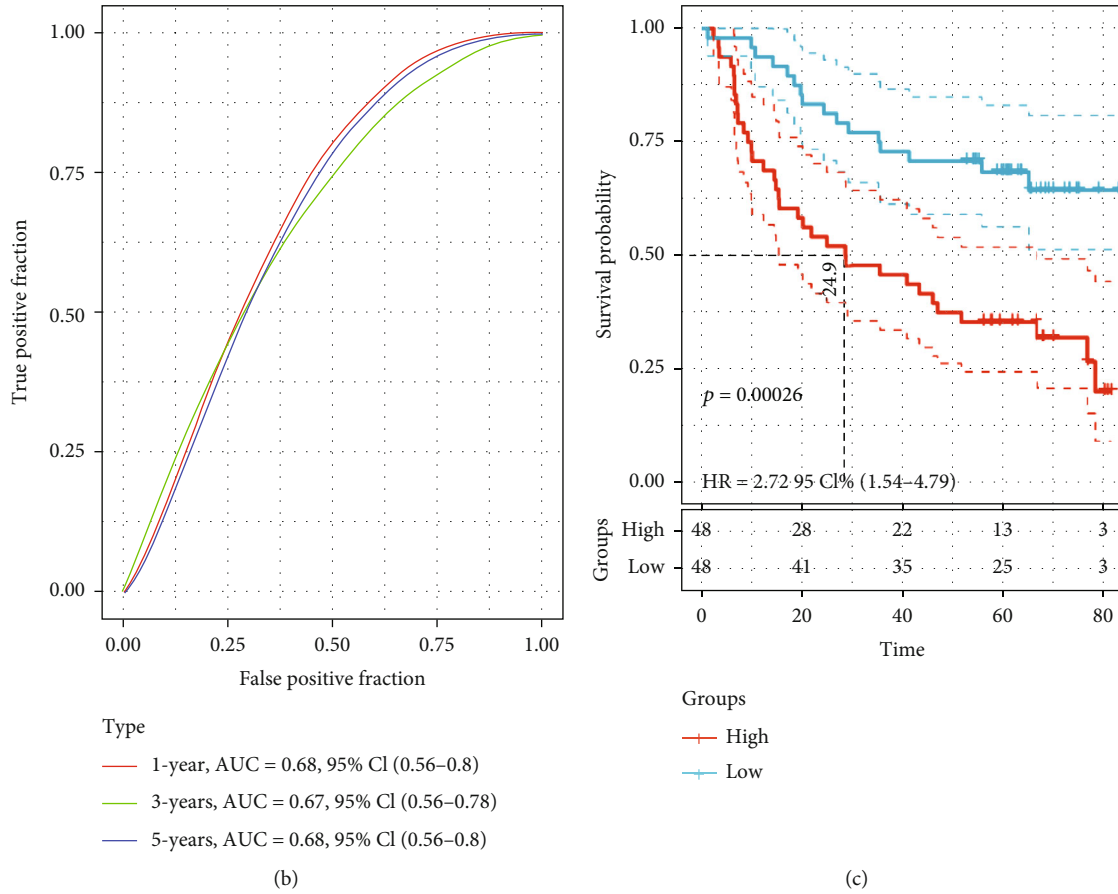 1.00
0.75
0.50
0.25
0.00
True positive fraction
0.00 0.25 0.50 0.75 1.00
False positive fraction
Type
1-year, AUC = 0.68, 95% Cl (0.56–0.8)
3-years, AUC = 0.67, 95% Cl (0.56–0.78)
5-years, AUC = 0.68, 95% Cl (0.56–0.8)
(b)
1.00
0.75
0.50
0.25
0.00
Survival probability
24.9
p = 0.00026
HR = 2.72 95 Cl% (1.54–4.79)
Groups
High 48 28 22 13 3
Low 48 41 35 25 3
0 20 40 60 80
Time
Groups
High
Low
(c)